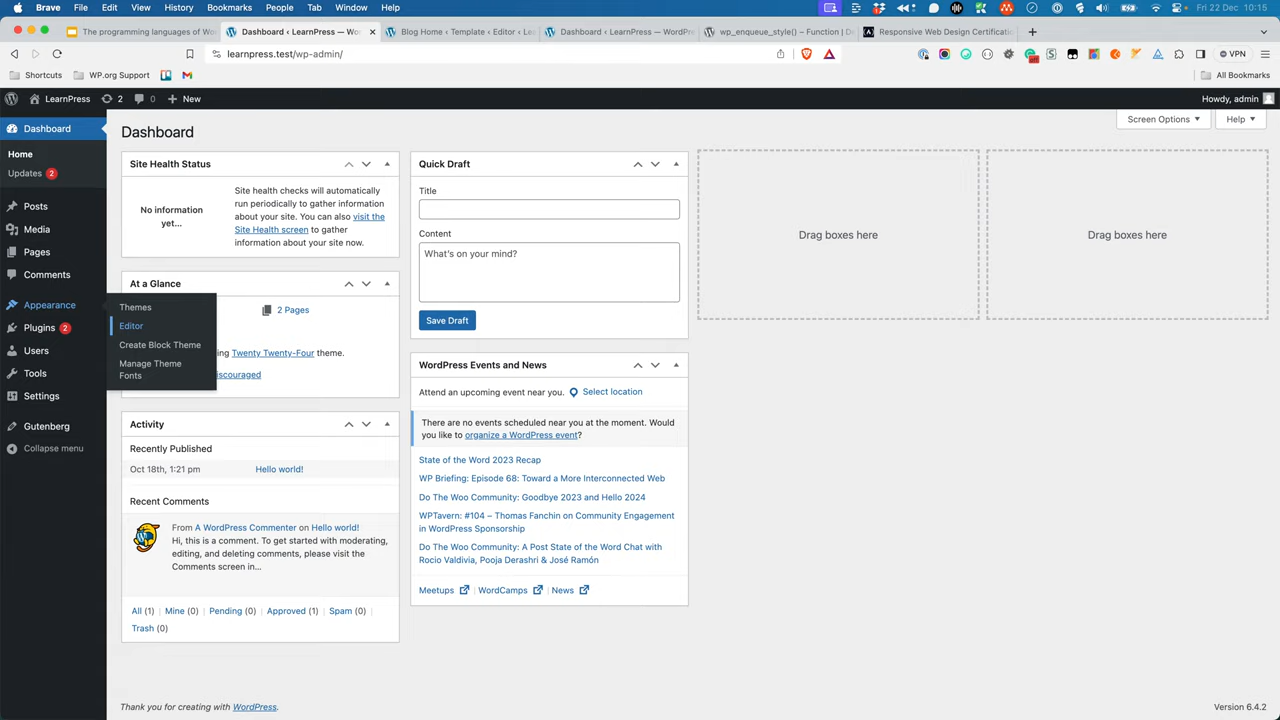 Brave File Edit View History Bookmarks People Tab Window Help Fri 22 Dec 10:15
The programming languages of Wo
Dashboard ‹ LearnPress — Wor
Blog Home ‹ Template ‹ Editor ‹ Le
Dashboard ‹ LearnPress — WordPre
wp_enqueue_style() – Function | D
Responsive Web Design Certificati
learnpress.test/wp-admin/
VPN
Shortcuts WP.org Support All Bookmarks
LearnPress 2 0 New Howdy, admin
Dashboard
Home
Updates 2
Posts
Media
Pages
Comments
Appearance
Plugins 2
Users
Tools
Settings
Gutenberg
Collapse menu
Themes
Editor
Create Block Theme
Manage Theme
Fonts
Screen Options Help
Dashboard
Site Health Status
No information
yet...
Site health checks will automatically
run periodically to gather information
about your site. You can also visit the
Site Health screen to gather
information about your site now.
At a Glance
2 Pages
ing Twenty Twenty-Four theme.
iscouraged
Activity
Recently Published
Oct 18th, 1:21 pm Hello world!
Recent Comments
From A WordPress Commenter on Hello world!
Hi, this is a comment. To get started with moderating,
editing, and deleting comments, please visit the
Comments screen in…
All (1) | Mine (0) | Pending (0) | Approved (1) | Spam (0) |
Trash (0)
Quick Draft
Title
Content
What's on your mind?
Save Draft
WordPress Events and News
Attend an upcoming event near you. Select location
There are no events scheduled near you at the moment. Would
you like to organize a WordPress event?
State of the Word 2023 Recap
WP Briefing: Episode 68: Toward a More Interconnected Web
Do The Woo Community: Goodbye 2023 and Hello 2024
WPTavern: #104 – Thomas Fanchin on Community Engagement
in WordPress Sponsorship
Do The Woo Community: A Post State of the Word Chat with
Rocio Valdivia, Pooja Derashri & José Ramón
Meetups | WordCamps | News
Drag boxes here
Drag boxes here
Thank you for creating with WordPress.
Version 6.4.2